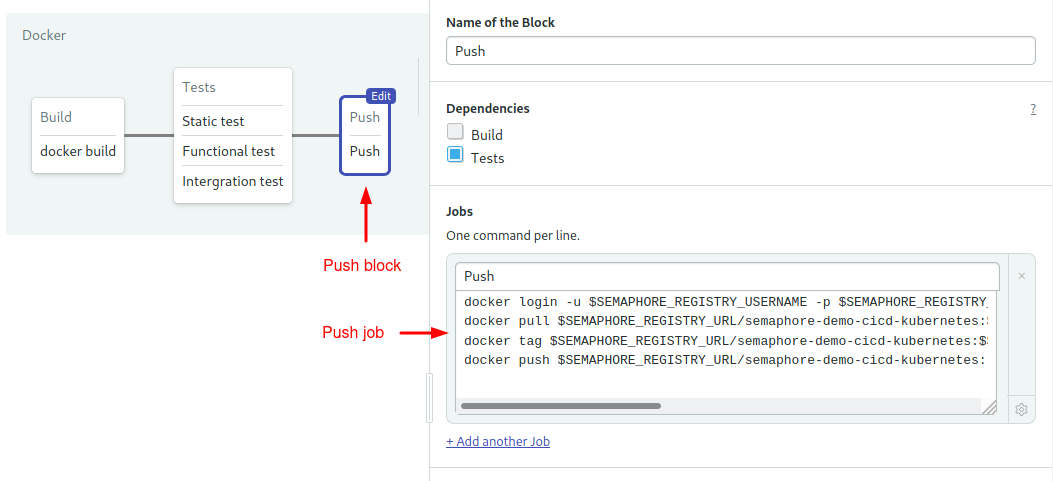 Docker
Build
docker build
Tests
Static test
Functional test
Intergration test
Edit
Push
Push
Push block
Push job
Name of the Block
Push
Dependencies
?
Build
Tests
Jobs
One command per line.
Push
×
docker login -u $SEMAPHORE_REGISTRY_USERNAME -p $SEMAPHORE_REGISTRY_
docker pull $SEMAPHORE_REGISTRY_URL/semaphore-demo-cicd-kubernetes:
docker tag $SEMAPHORE_REGISTRY_URL/semaphore-demo-cicd-kubernetes:$
docker push $SEMAPHORE_REGISTRY_URL/semaphore-demo-cicd-kubernetes:
+ Add another Job